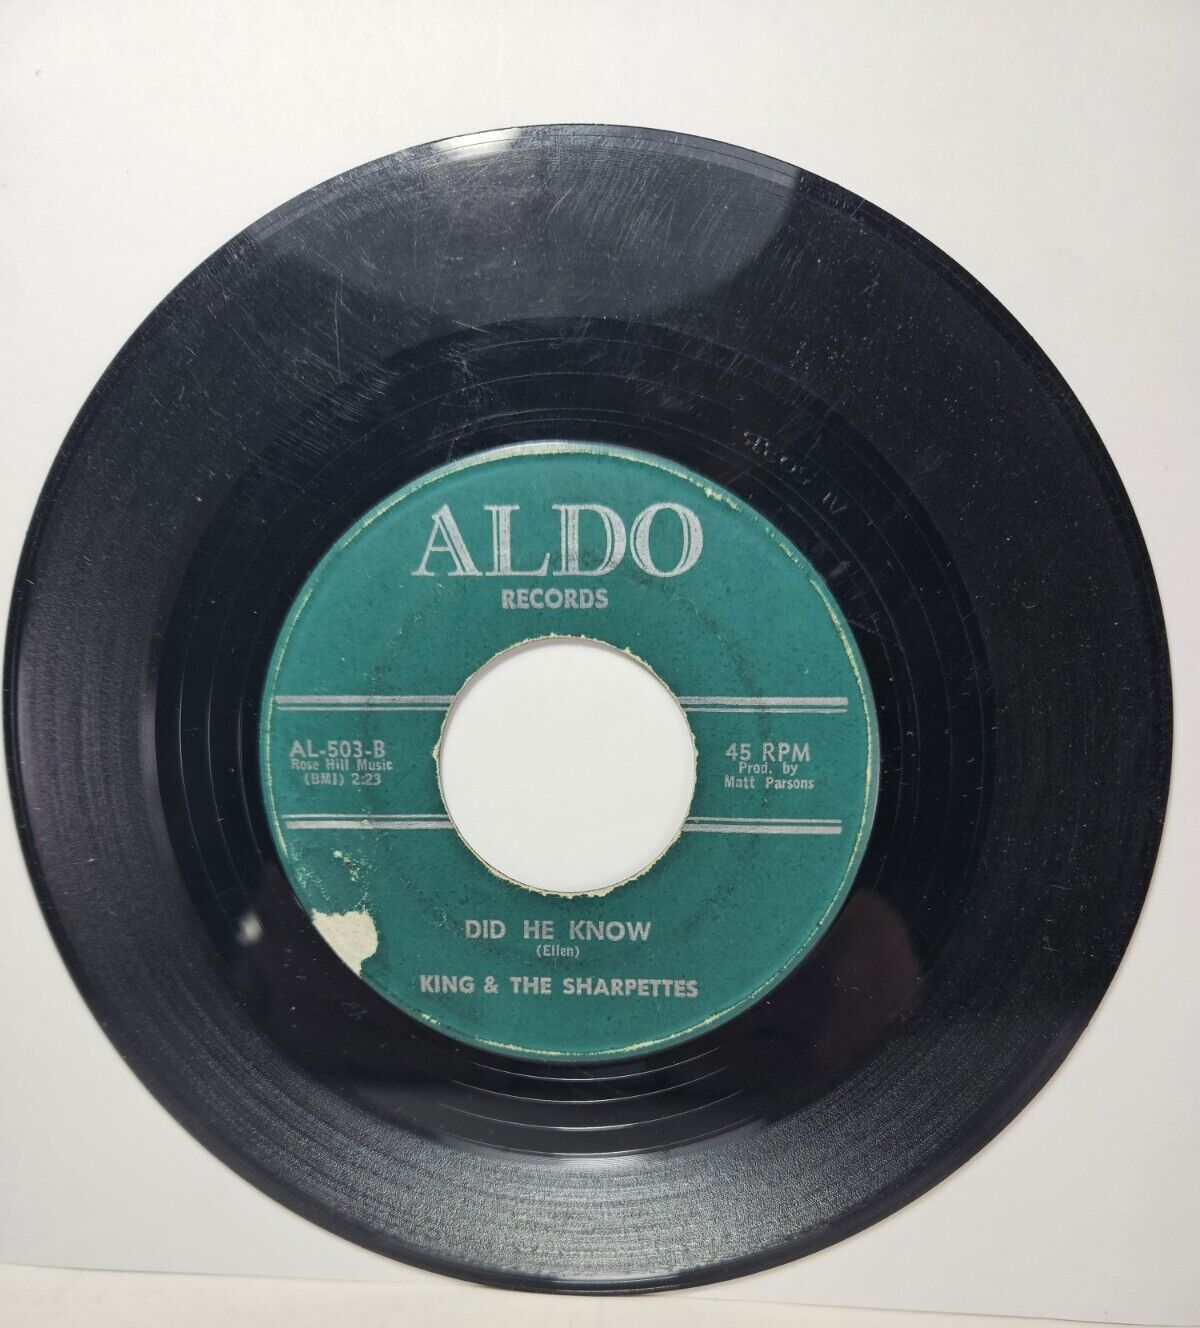 ALDO
RECORDS
AL-503-B
Rose Hill Music
(BMI) 2:23
45 RPM
Prod. by
Matt Parsons
DID HE KNOW
(Ellen)
KING & THE SHARPETTES